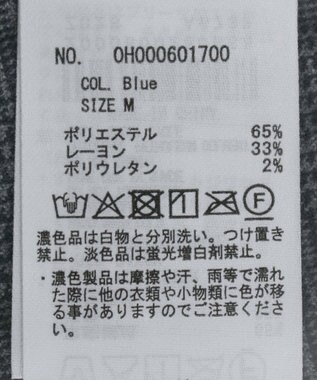 NO. OH000601700
COL. Blue
SIZE M
ポリエステル 65%
レーヨン 33%
ポリウレタン 2%
F
濃色品は白物と分別洗い。つけ置き
禁止。淡色品は蛍光増白剤禁止。
・濃色製品は摩擦や汗、雨等で濡れ
た際に他の衣類や小物類に色が移
る事がありますのでご注意くださ
い。